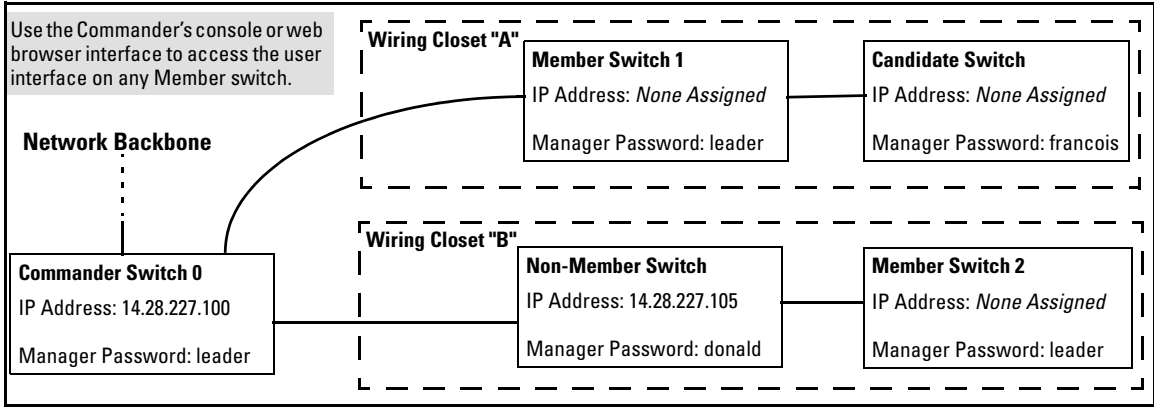 Use the Commander's console or web
browser interface to access the user
interface on any Member switch.
Network Backbone
Commander Switch 0
IP Address: 14.28.227.100
Manager Password: leader
Wiring Closet "A"
Member Switch 1
IP Address: None Assigned
Manager Password: leader
Candidate Switch
IP Address: None Assigned
Manager Password: francois
Wiring Closet "B"
Non-Member Switch
IP Address: 14.28.227.105
Manager Password: donald
Member Switch 2
IP Address: None Assigned
Manager Password: leader